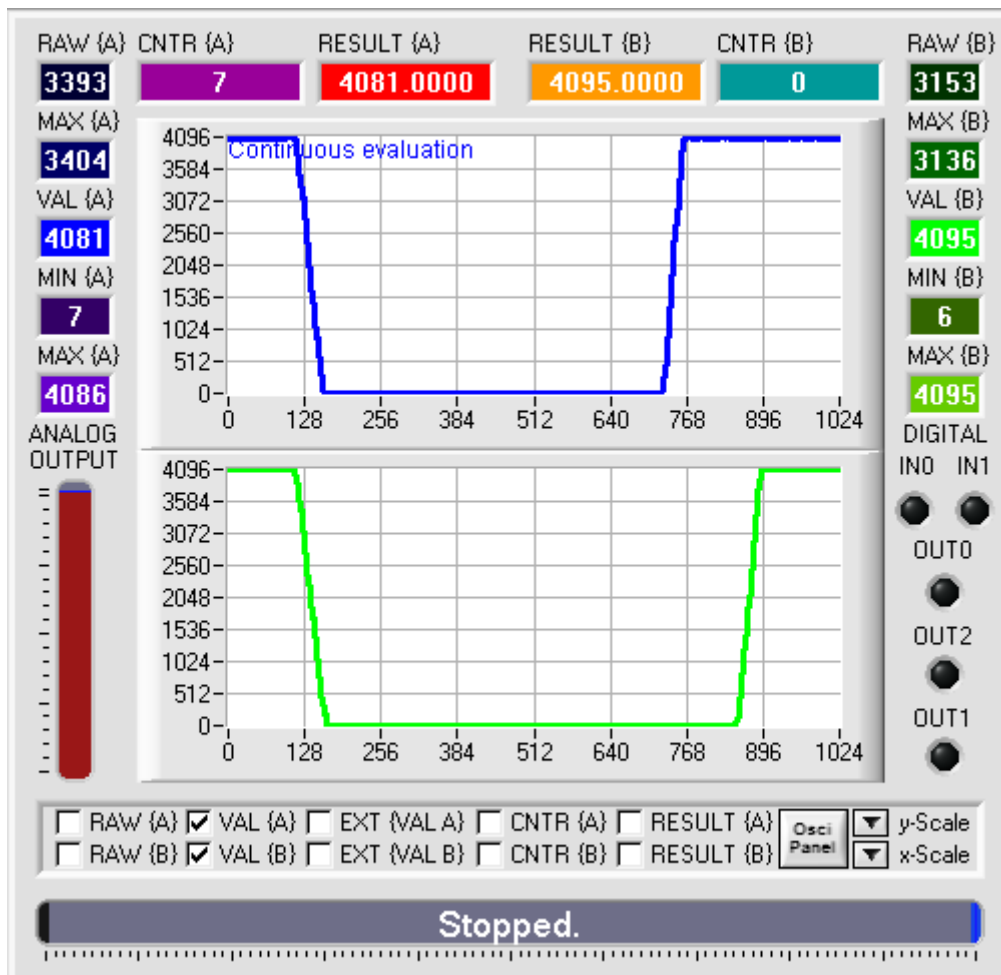 RAW {A} CNTR {A} RESULT {A} RESULT {B} CNTR {B} RAW {B}
3393 7 4081.0000 4095.0000 0 3153
MAX {A} MAX {B}
3404 3136
VAL {A} VAL {B}
4081 4095
MIN {A} MIN {B}
7 6
MAX {A} MAX {B}
4086 4095
Continuous evaluation
4096
3584
3072
2560
2048
1536
1024
512
0
0 128 256 384 512 640 768 896 1024
ANALOG
OUTPUT
4096
3584
3072
2560
2048
1536
1024
512
0
0 128 256 384 512 640 768 896 1024
DIGITAL
IN0 IN1
OUT0
OUT2
OUT1
RAW {A} VAL {A} EXT {VAL A} CNTR {A} RESULT {A} Osci Panel y-Scale
RAW {B} VAL {B} EXT {VAL B} CNTR {B} RESULT {B} x-Scale
Stopped.